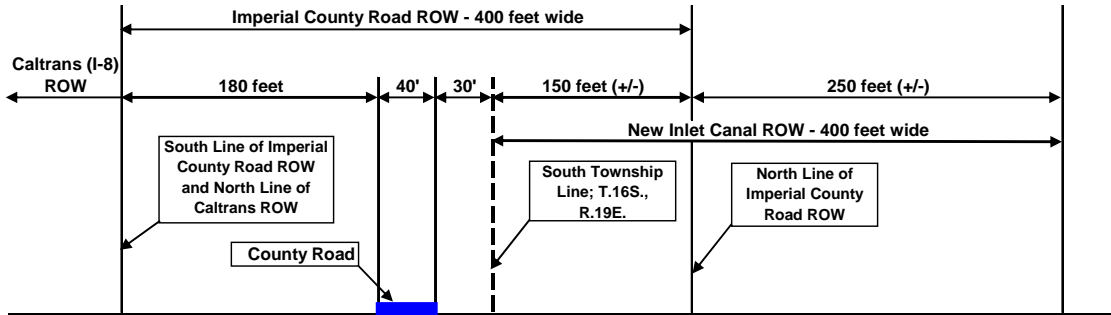 Imperial County Road ROW - 400 feet wide
Caltrans (I-8)
ROW
180 feet
40'
30'
150 feet (+/-)
250 feet (+/-)
New Inlet Canal ROW - 400 feet wide
South Line of Imperial
County Road ROW
and North Line of
Caltrans ROW
South Township
Line; T.16S.,
R.19E.
North Line of
Imperial County
Road ROW
County Road